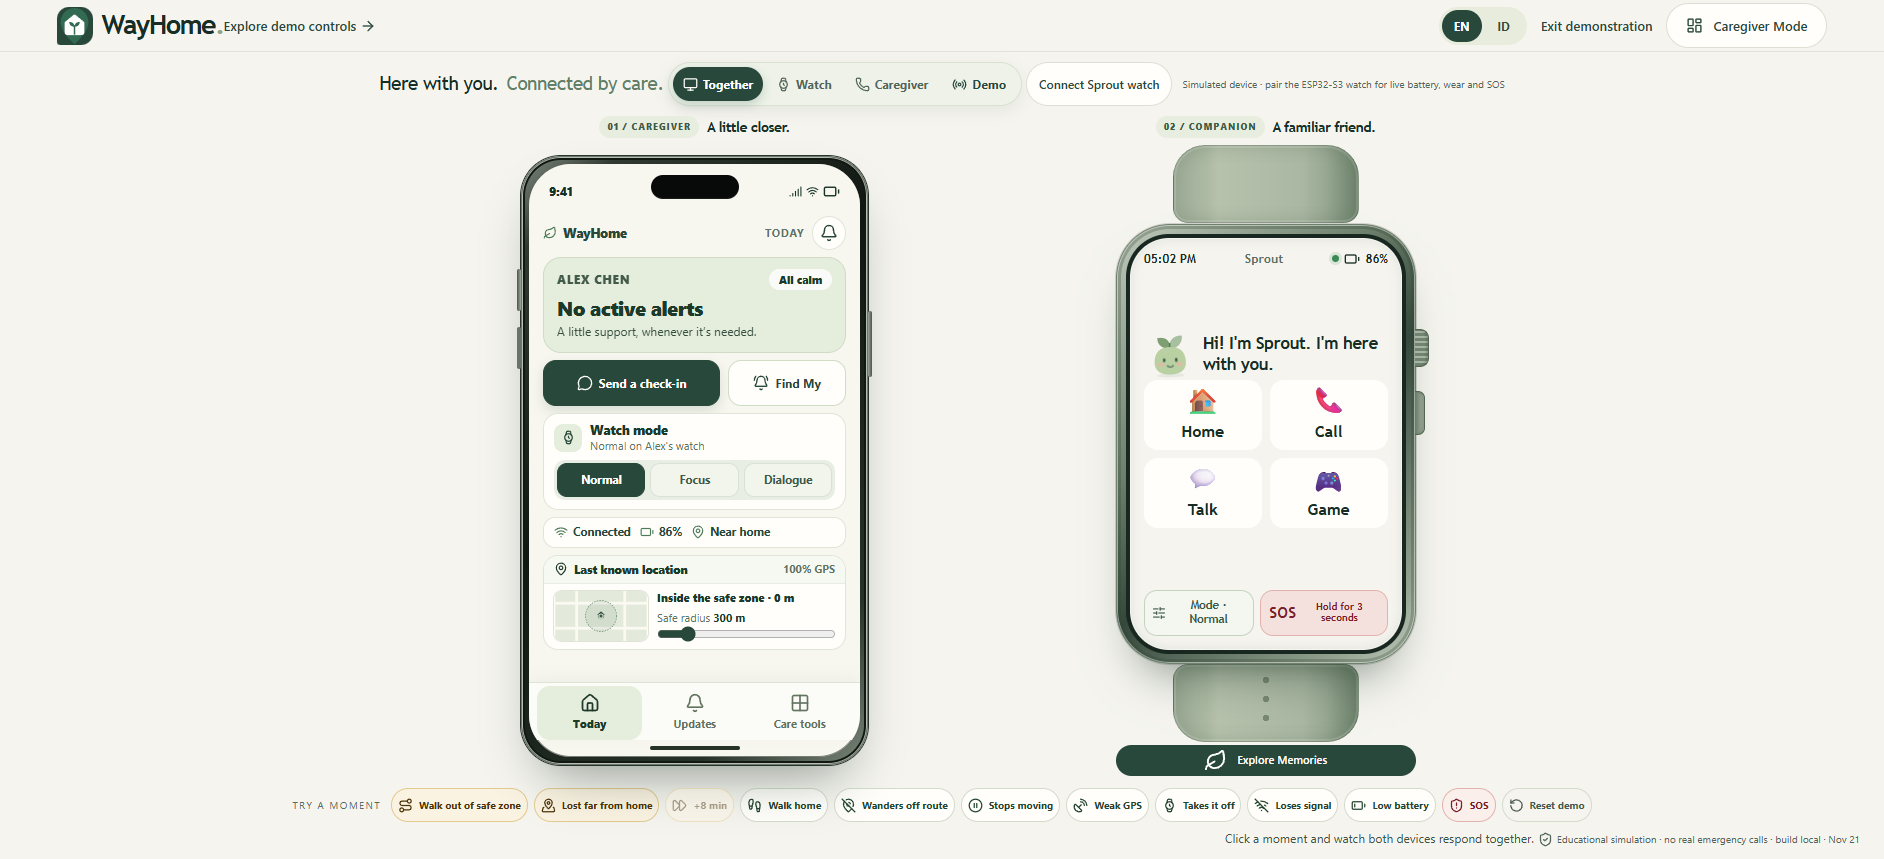 WayHome.
Explore demo controls →
EN
ID
Exit demonstration
Caregiver Mode
Here with you. Connected by care.
Together
Watch
Caregiver
Demo
Connect Sprout watch
Simulated device · pair the ESP32-S3 watch for live battery, wear and SOS
01 / CAREGIVER
A little closer.
02 / COMPANION
A familiar friend.
9:41
WayHome
TODAY
ALEX CHEN
All calm
No active alerts
A little support, whenever it's needed.
Send a check-in
Find My
Watch mode
Normal on Alex's watch
Normal
Focus
Dialogue
Connected
86%
Near home
Last known location
100% GPS
Inside the safe zone · 0 m
Safe radius 300 m
Today
Updates
Care tools
05:02 PM
Sprout
86%
Hi! I'm Sprout. I'm here
with you.
Home
Call
Talk
Game
Mode ·
Normal
SOS
Hold for 3
seconds
Explore Memories
TRY A MOMENT
Walk out of safe zone
Lost far from home
+8 min
Walk home
Wanders off route
Stops moving
Weak GPS
Takes it off
Loses signal
Low battery
SOS
Reset demo
Click a moment and watch both devices respond together.
Educational simulation · no real emergency calls · build local · Nov 21